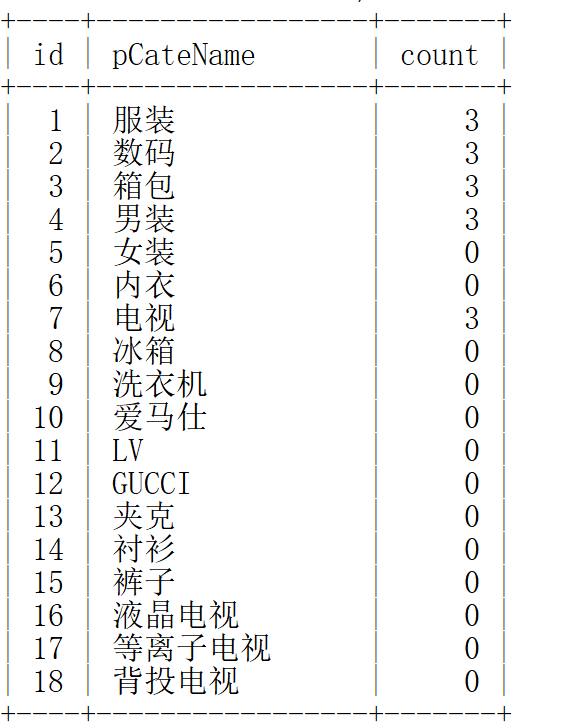 id pCateName count
1 服装 3
2 数码 3
3 箱包 3
4 男装 3
5 女装 0
6 内衣 0
7 电视 3
8 冰箱 0
9 洗衣机 0
10 爱马仕 0
11 LV 0
12 GUCCI 0
13 夹克 0
14 衬衫 0
15 裤子 0
16 液晶电视 0
17 等离子电视 0
18 背投电视 0